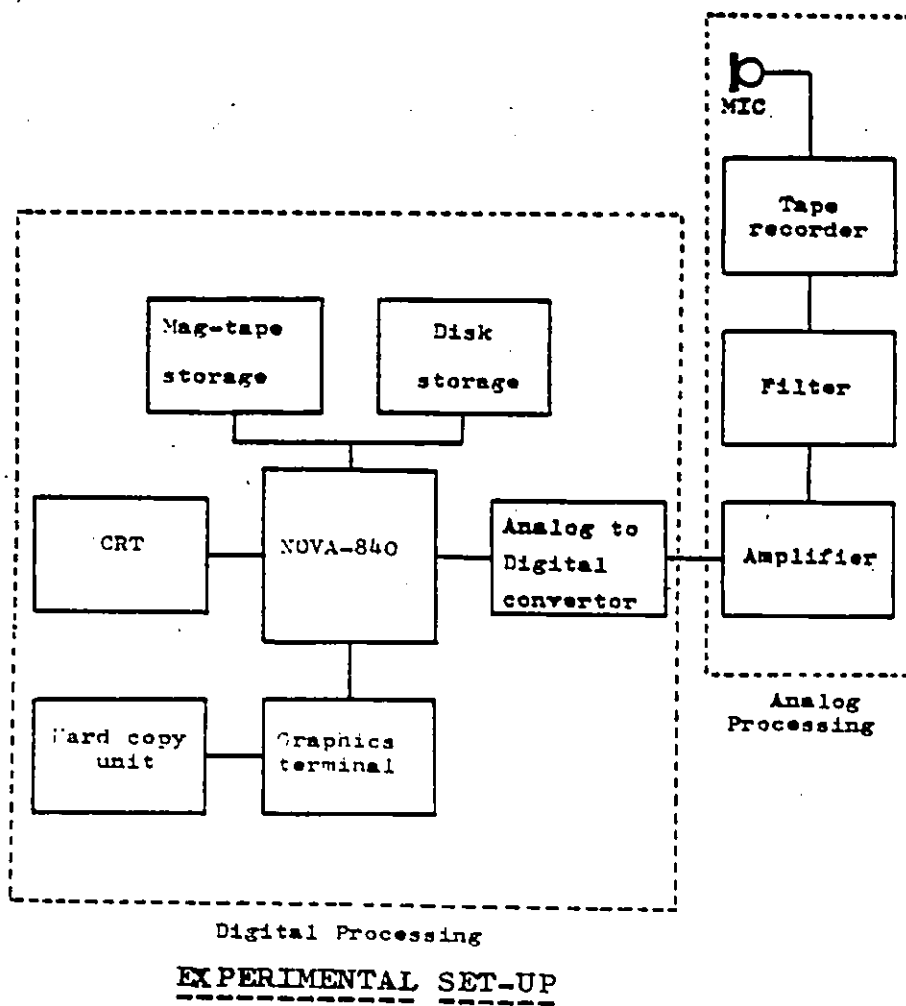 MIC
Tape
recorder
Mag-tape
storage
Disk
storage
Filter
CRT
NOVA-840
Analog to
Digital
convertor
Amplifier
Hard copy
unit
Graphics
terminal
Analog
Processing
Digital Processing
EXPERIMENTAL SET-UP